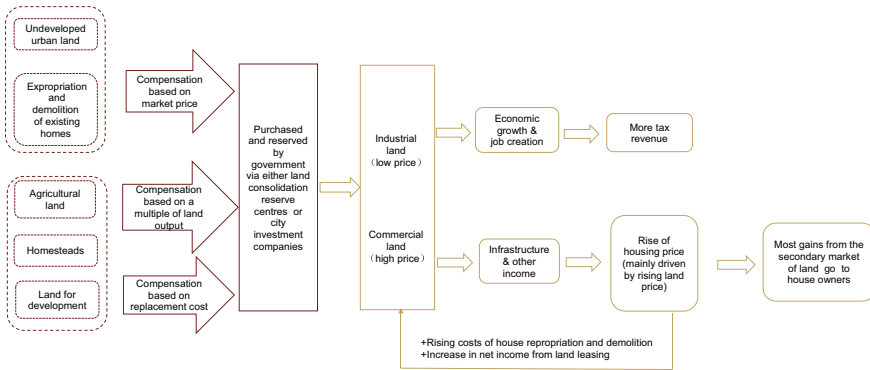 Undeveloped
urban land
Expropriation
and
demolition
of existing
homes
Agricultural
land
Homesteads
Land for
development
Compensation
based on
market price
Compensation
based on a
multiple of land
output
Compensation
based on
replacement cost
Purchased
and reserved
by
government
via either land
consolidation
reserve
centres or
city
investment
companies
Industrial
land
（low price）
Commercial
land
（high price）
Economic
growth &
job creation
More tax
revenue
Infrastructure
& other
income
Rise of
housing price
(mainly driven
by rising land
price)
Most gains from the
secondary market
of land go to
house owners
+Rising costs of house repropriation and demolition
+Increase in net income from land leasing